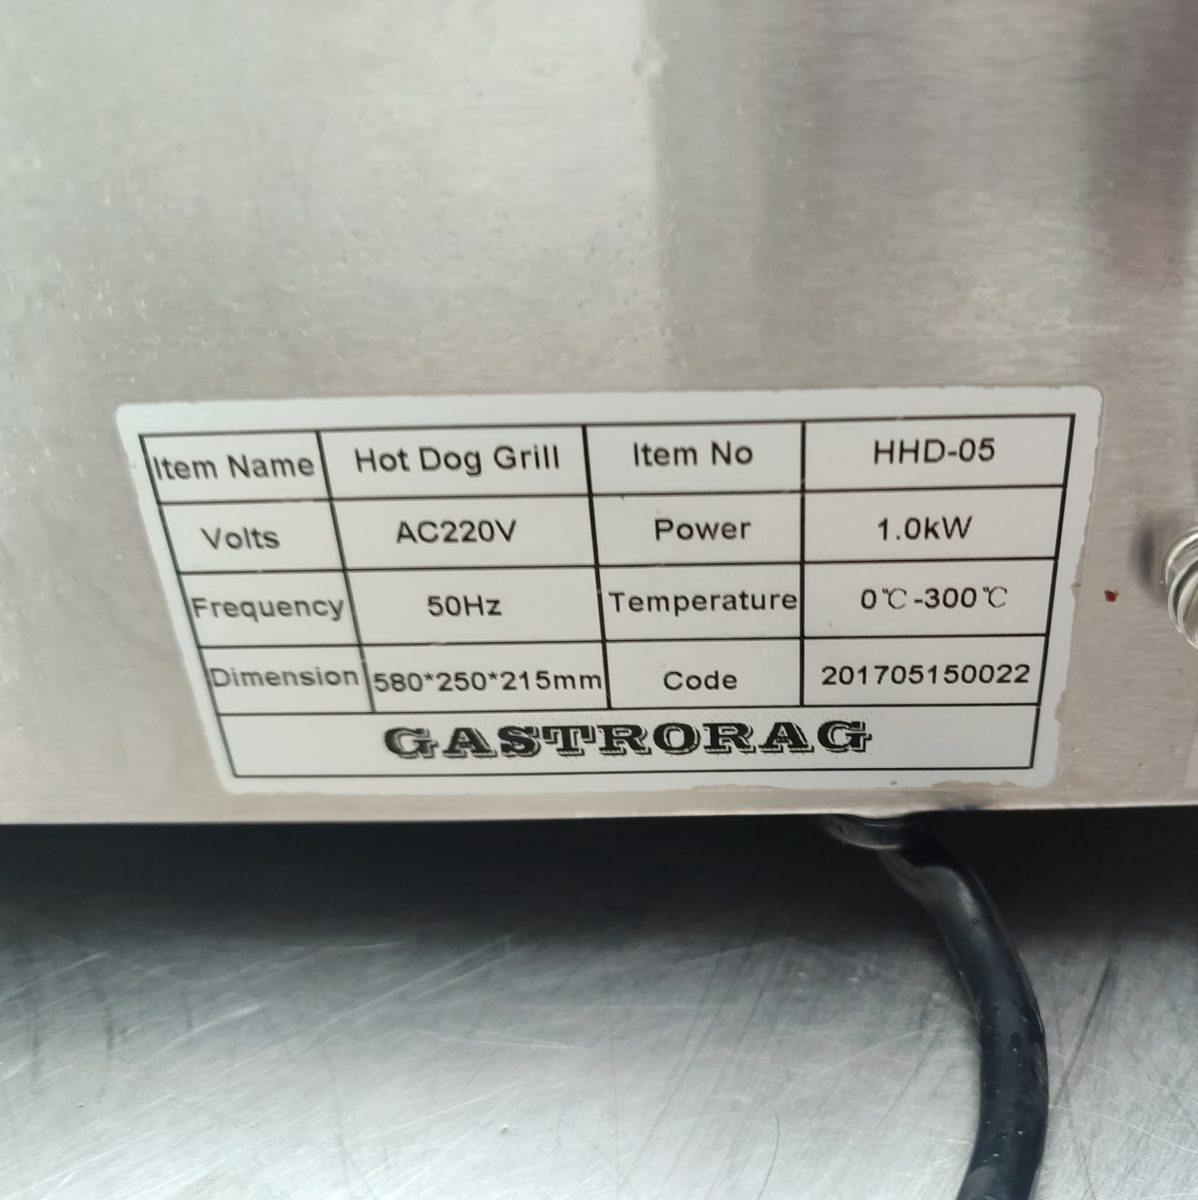 Item Name Hot Dog Grill Item No HHD-05
Volts AC220V Power 1.0kW
Frequency 50Hz Temperature 0℃-300℃
Dimension 580*250*215mm Code 201705150022
GASTRORAG